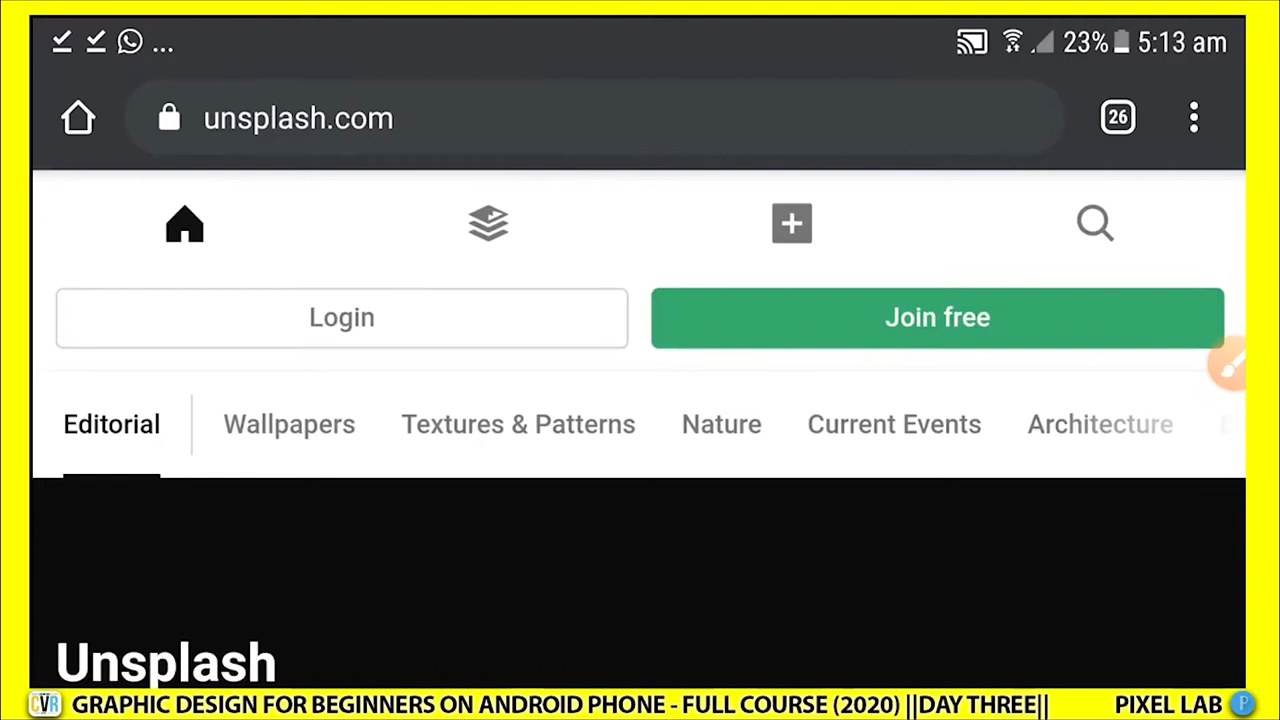 ... 23% 5:13 am
unsplash.com 26
Login Join free
Editorial Wallpapers Textures & Patterns Nature Current Events Architecture
Unsplash
CVR GRAPHIC DESIGN FOR BEGINNERS ON ANDROID PHONE - FULL COURSE (2020) ||DAY THREE|| PIXEL LAB P